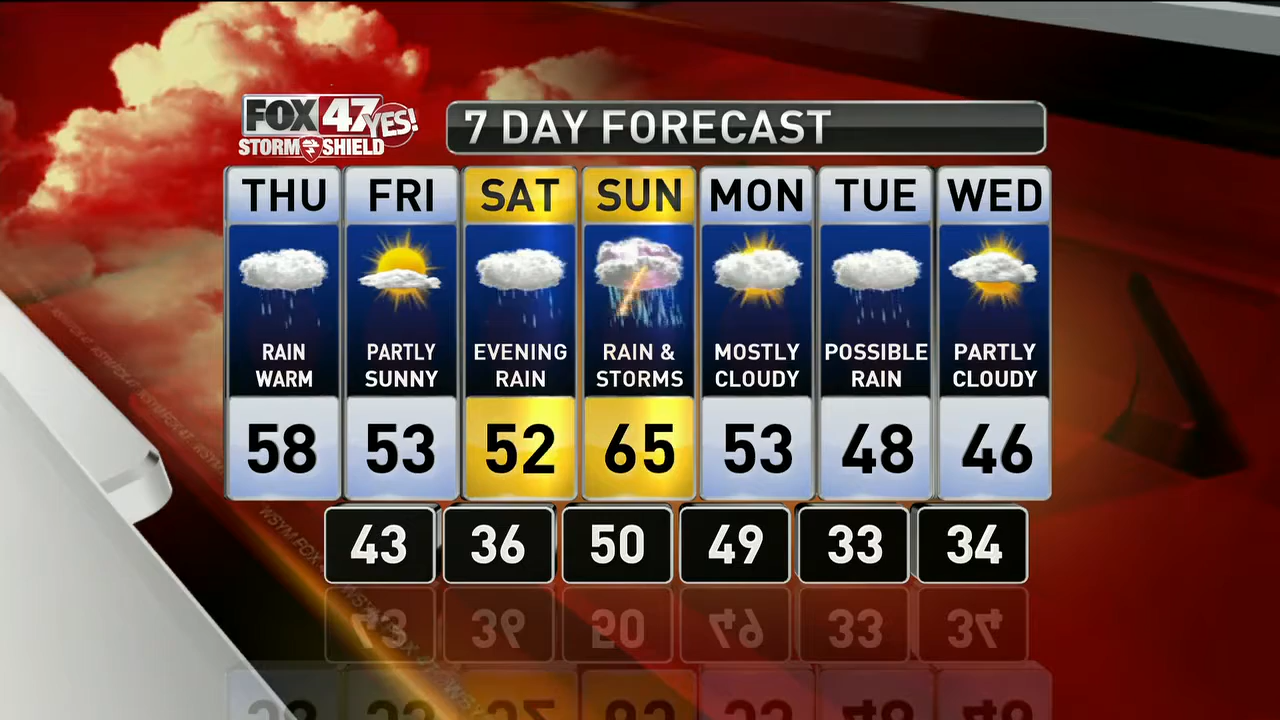 FOX 47 YES!
STORM SHIELD
7 DAY FORECAST
THU FRI SAT SUN MON TUE WED
RAIN WARM
PARTLY SUNNY
EVENING RAIN
RAIN & STORMS
MOSTLY CLOUDY
POSSIBLE RAIN
PARTLY CLOUDY
58 53 52 65 53 48 46
43 36 50 49 33 34